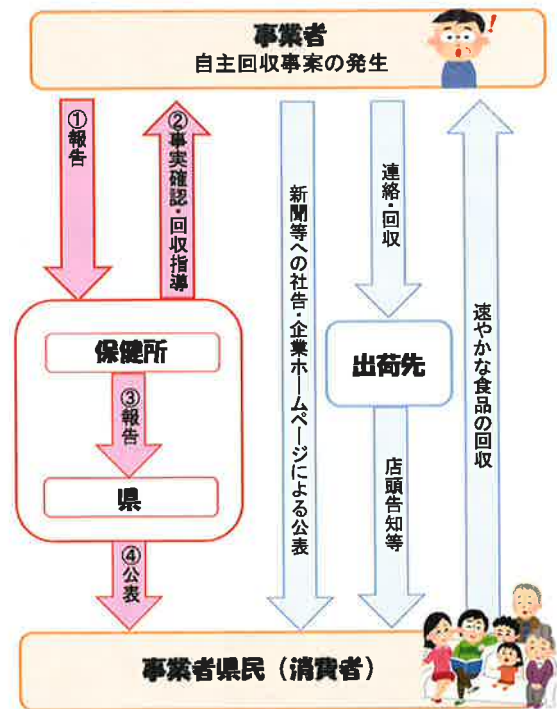 事業者
自主回収事案の発生
!
①報告
②事実確認・回収指導
新聞等への社告・企業ホームページによる公表
連絡・回収
速やかな食品の回収
保健所
③報告
県
出荷先
店頭告知等
④公表
事業者県民（消費者）